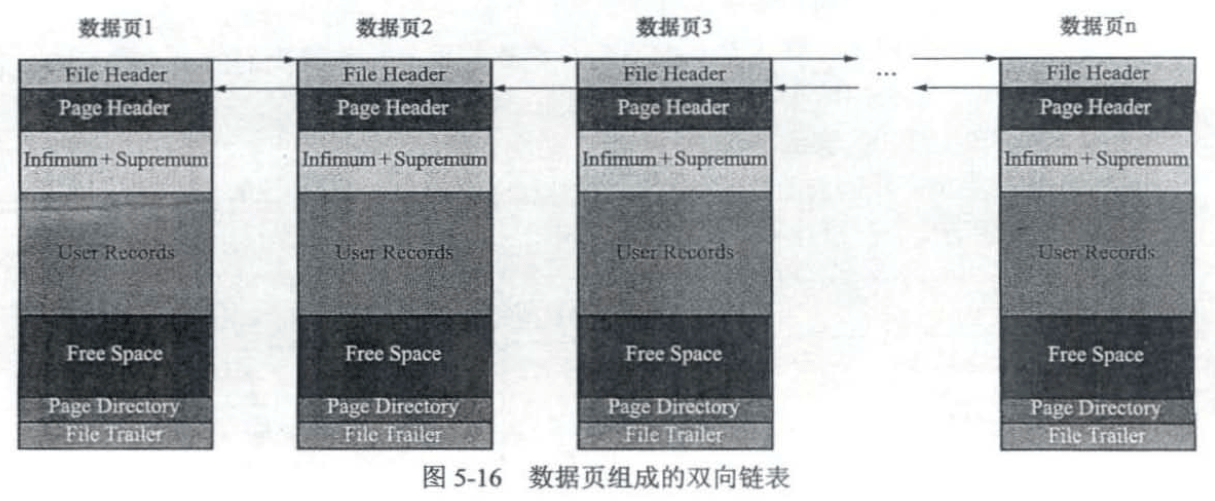 数据页1 数据页2 数据页3 数据页n
File Header File Header File Header ... File Header
Page Header Page Header Page Header Page Header
Infimum+Supremum Infimum+Supremum Infimum+Supremum Infimum+Supremum
User Records User Records User Records User Records
Free Space Free Space Free Space Free Space
Page Directory Page Directory Page Directory Page Directory
File Trailer File Trailer File Trailer File Trailer
图 5-16 数据页组成的双向链表